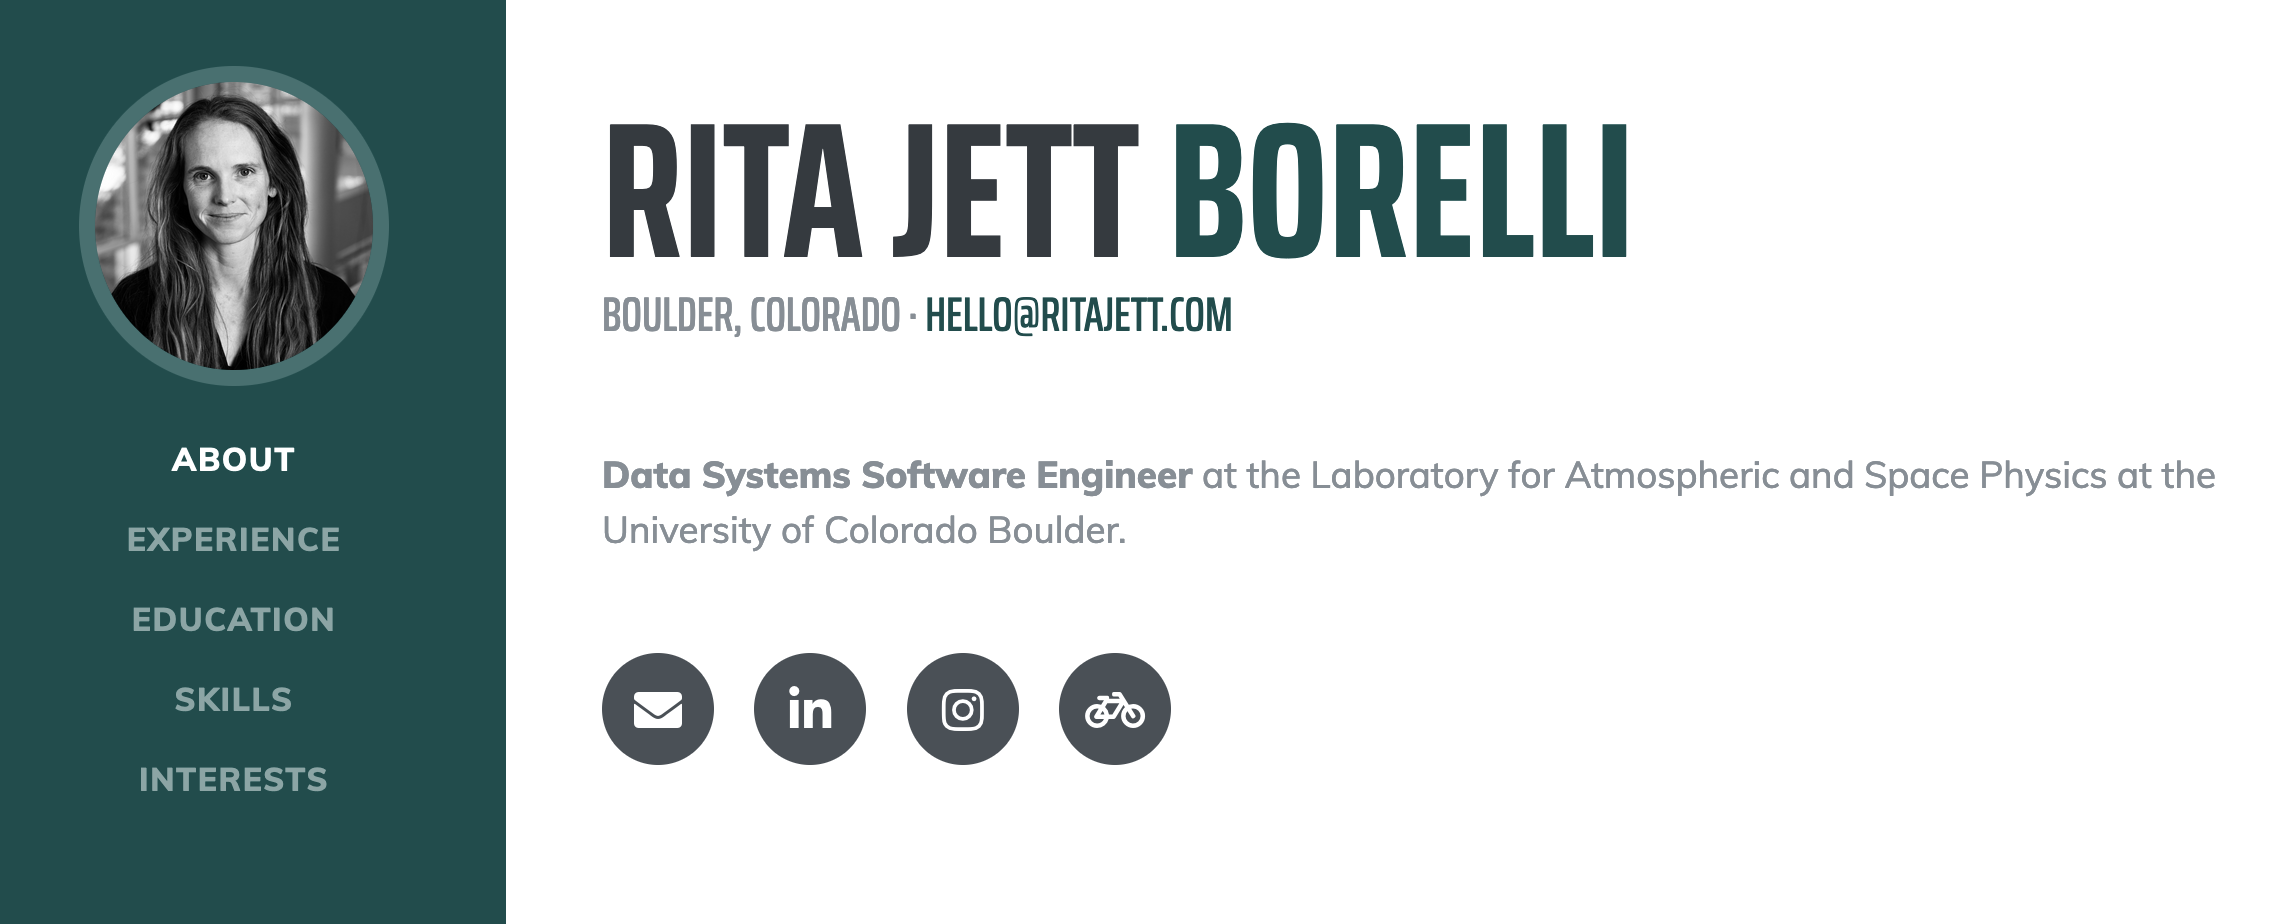 ABOUT
EXPERIENCE
EDUCATION
SKILLS
INTERESTS
RITA JETT BORELLI
BOULDER, COLORADO · HELLO@RITAJETT.COM
Data Systems Software Engineer at the Laboratory for Atmospheric and Space Physics at the
University of Colorado Boulder.
in